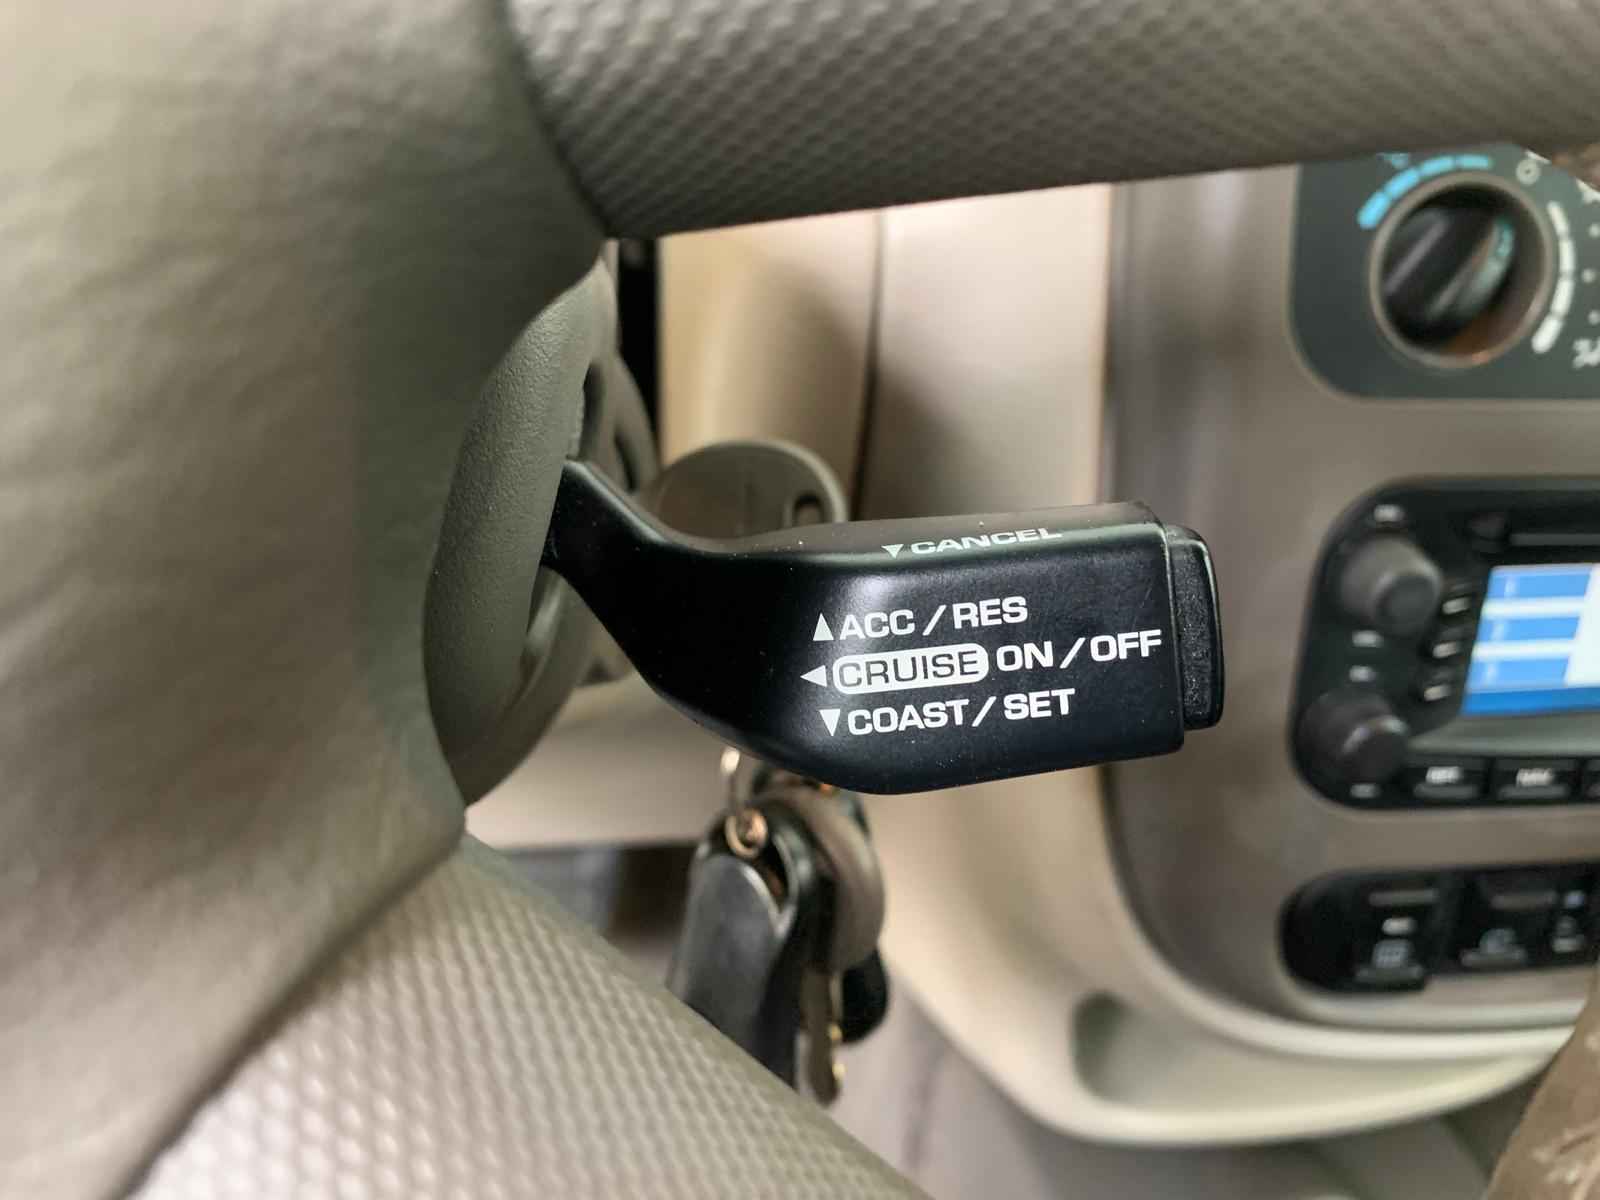 ▼CANCEL
▲ACC / RES
◀CRUISE ON / OFF
▼COAST / SET